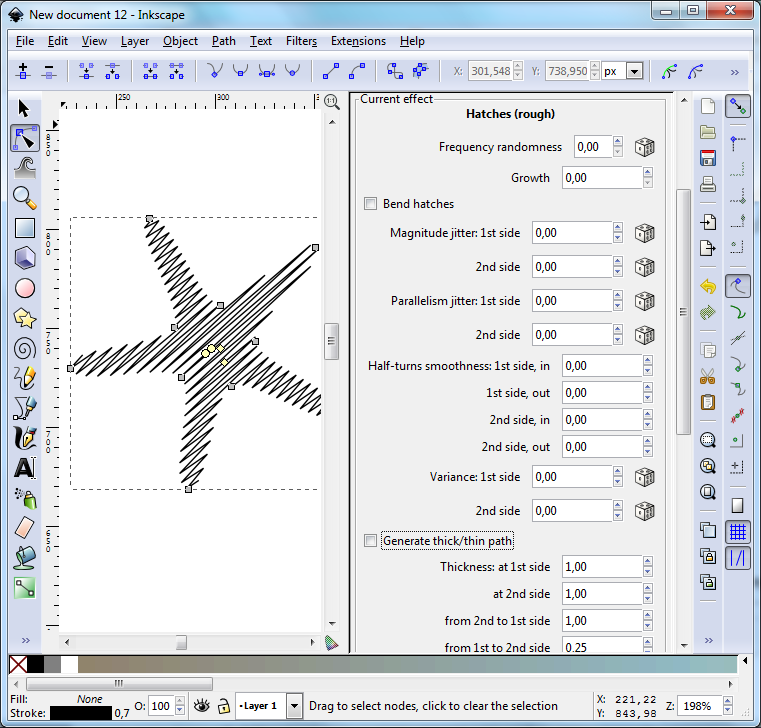 New document 12 - Inkscape
File Edit View Layer Object Path Text Filters Extensions Help
X: 301,548 Y: 738,950 px »
250 300
Current effect
Hatches (rough)
Frequency randomness 0,00
Growth 0,00
Bend hatches
Magnitude jitter: 1st side 0,00
2nd side 0,00
Parallelism jitter: 1st side 0,00
2nd side 0,00
Half-turns smoothness: 1st side, in 0,00
1st side, out 0,00
2nd side, in 0,00
2nd side, out 0,00
Variance: 1st side 0,00
2nd side 0,00
Generate thick/thin path
Thickness: at 1st side 1,00
at 2nd side 1,00
from 2nd to 1st side 1,00
from 1st to 2nd side 0.25
850
800
750
700
650
Fill: None
Stroke: 0,7 O: 100 •Layer 1 Drag to select nodes, click to clear the selection X: 221,22 Y: 843,98 Z: 198%